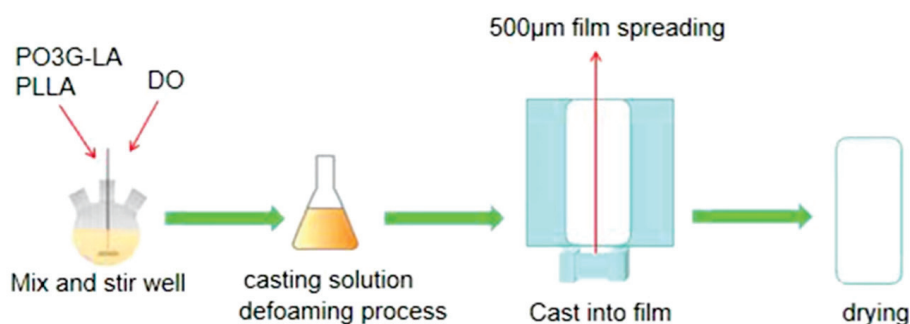 PO3G-LA
PLLA
DO
Mix and stir well
casting solution
defoaming process
500μm film spreading
Cast into film
drying